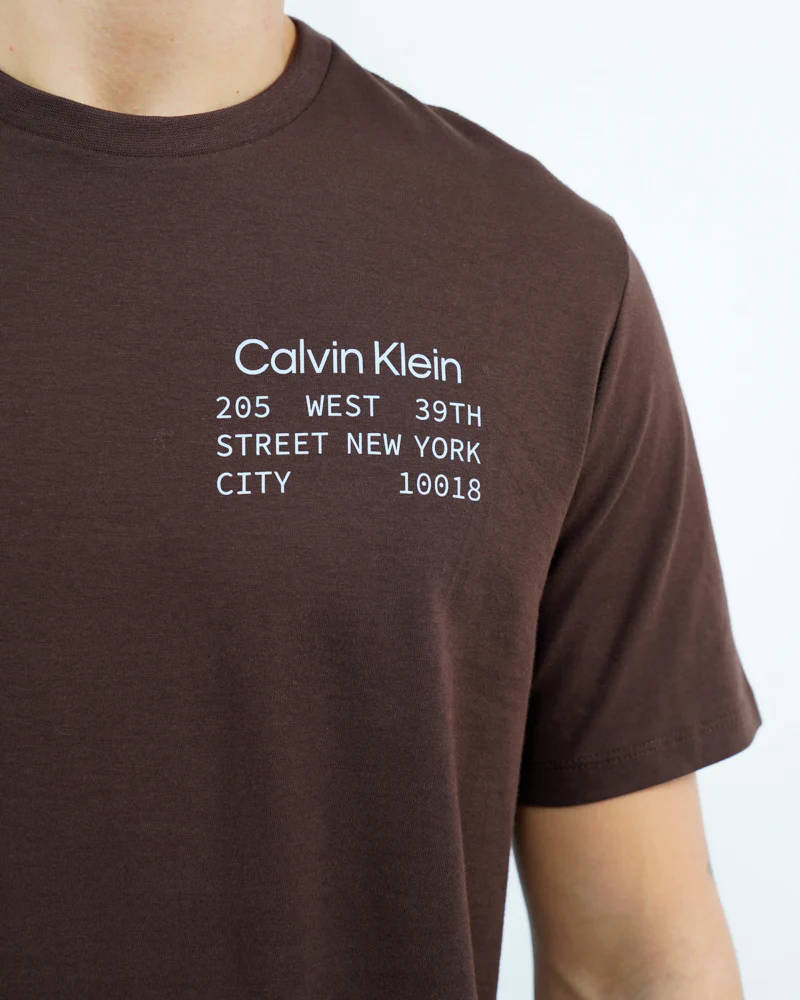 Calvin Klein
205 WEST 39TH
STREET NEW YORK
CITY 10018